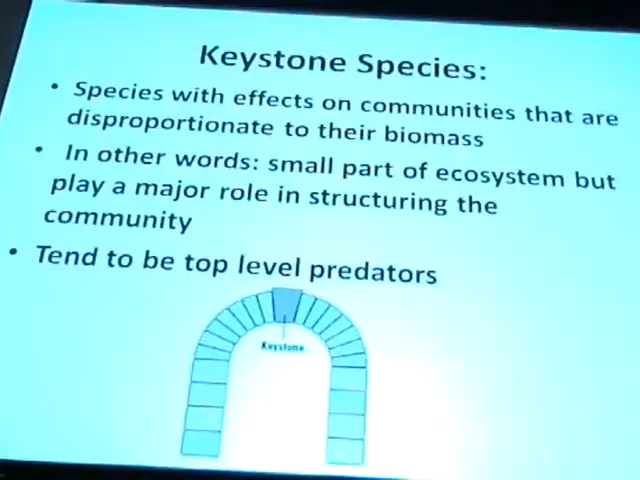 Keystone Species:
• Species with effects on communities that are
disproportionate to their biomass
• In other words: small part of ecosystem but
play a major role in structuring the
community
• Tend to be top level predators
Keystone